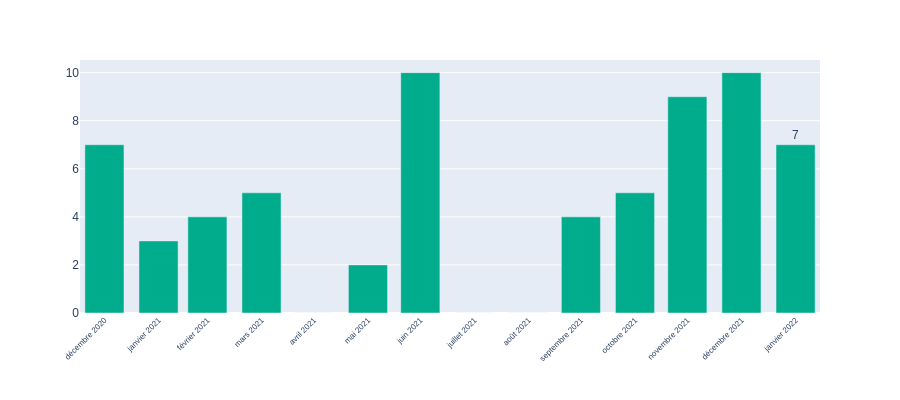 10
8
6
4
2
0
7
décembre 2020
janvier 2021
février 2021
mars 2021
avril 2021
mai 2021
juin 2021
juillet 2021
août 2021
septembre 2021
octobre 2021
novembre 2021
décembre 2021
janvier 2022